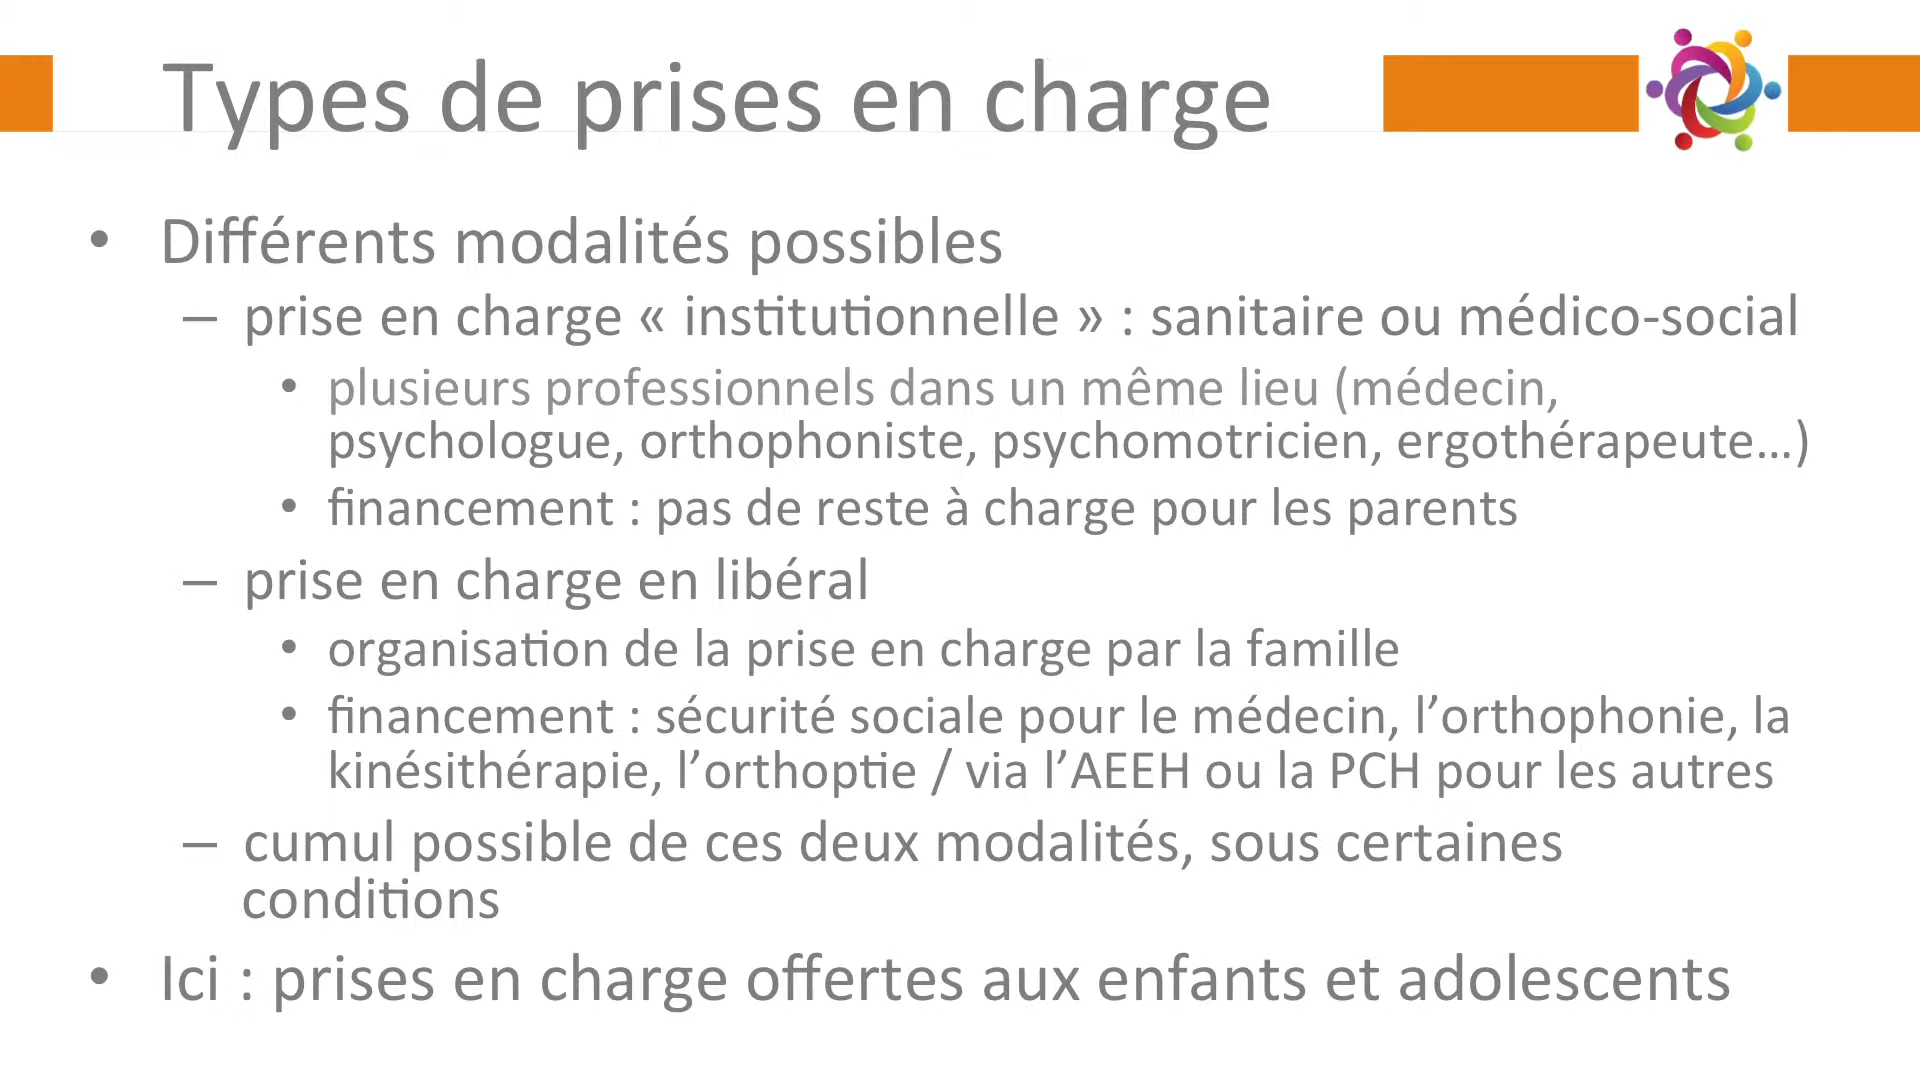 Types de prises en charge
• Différents modalités possibles
– prise en charge « institutionnelle » : sanitaire ou médico-social
• plusieurs professionnels dans un même lieu (médecin,
psychologue, orthophoniste, psychomotricien, ergothérapeute…)
• financement : pas de reste à charge pour les parents
– prise en charge en libéral
• organisation de la prise en charge par la famille
• financement : sécurité sociale pour le médecin, l’orthophonie, la
kinésithérapie, l’orthoptie / via l’AEEH ou la PCH pour les autres
– cumul possible de ces deux modalités, sous certaines
conditions
• Ici : prises en charge offertes aux enfants et adolescents